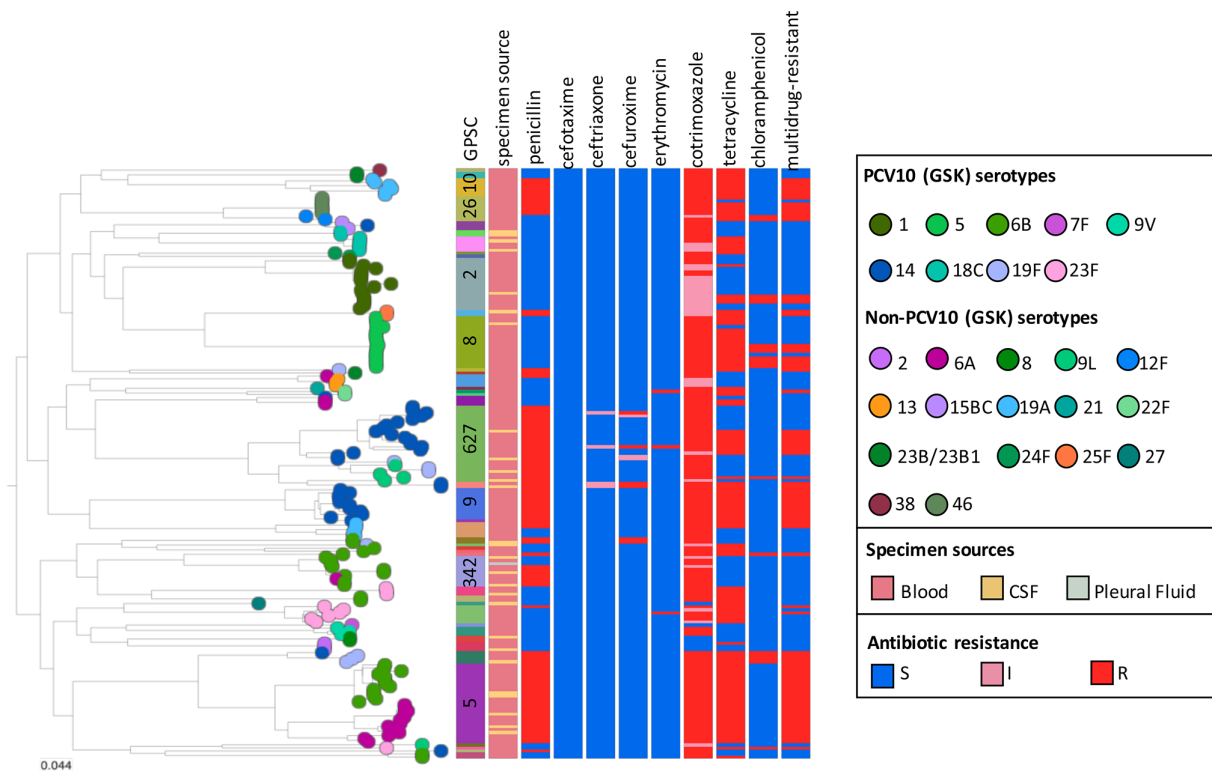 GPSC
specimen source
penicillin
cefotaxime
ceftriaxone
cefuroxime
erythromycin
cotrimoxazole
tetracycline
chloramphenicol
multidrug-resistant
10
26
2
8
627
9
342
5
0.044
PCV10 (GSK) serotypes
1 5 6B 7F 9V
14 18C 19F 23F
Non-PCV10 (GSK) serotypes
2 6A 8 9L 12F
13 15BC 19A 21 22F
23B/23B1 24F 25F 27
38 46
Specimen sources
Blood CSF Pleural Fluid
Antibiotic resistance
S I R